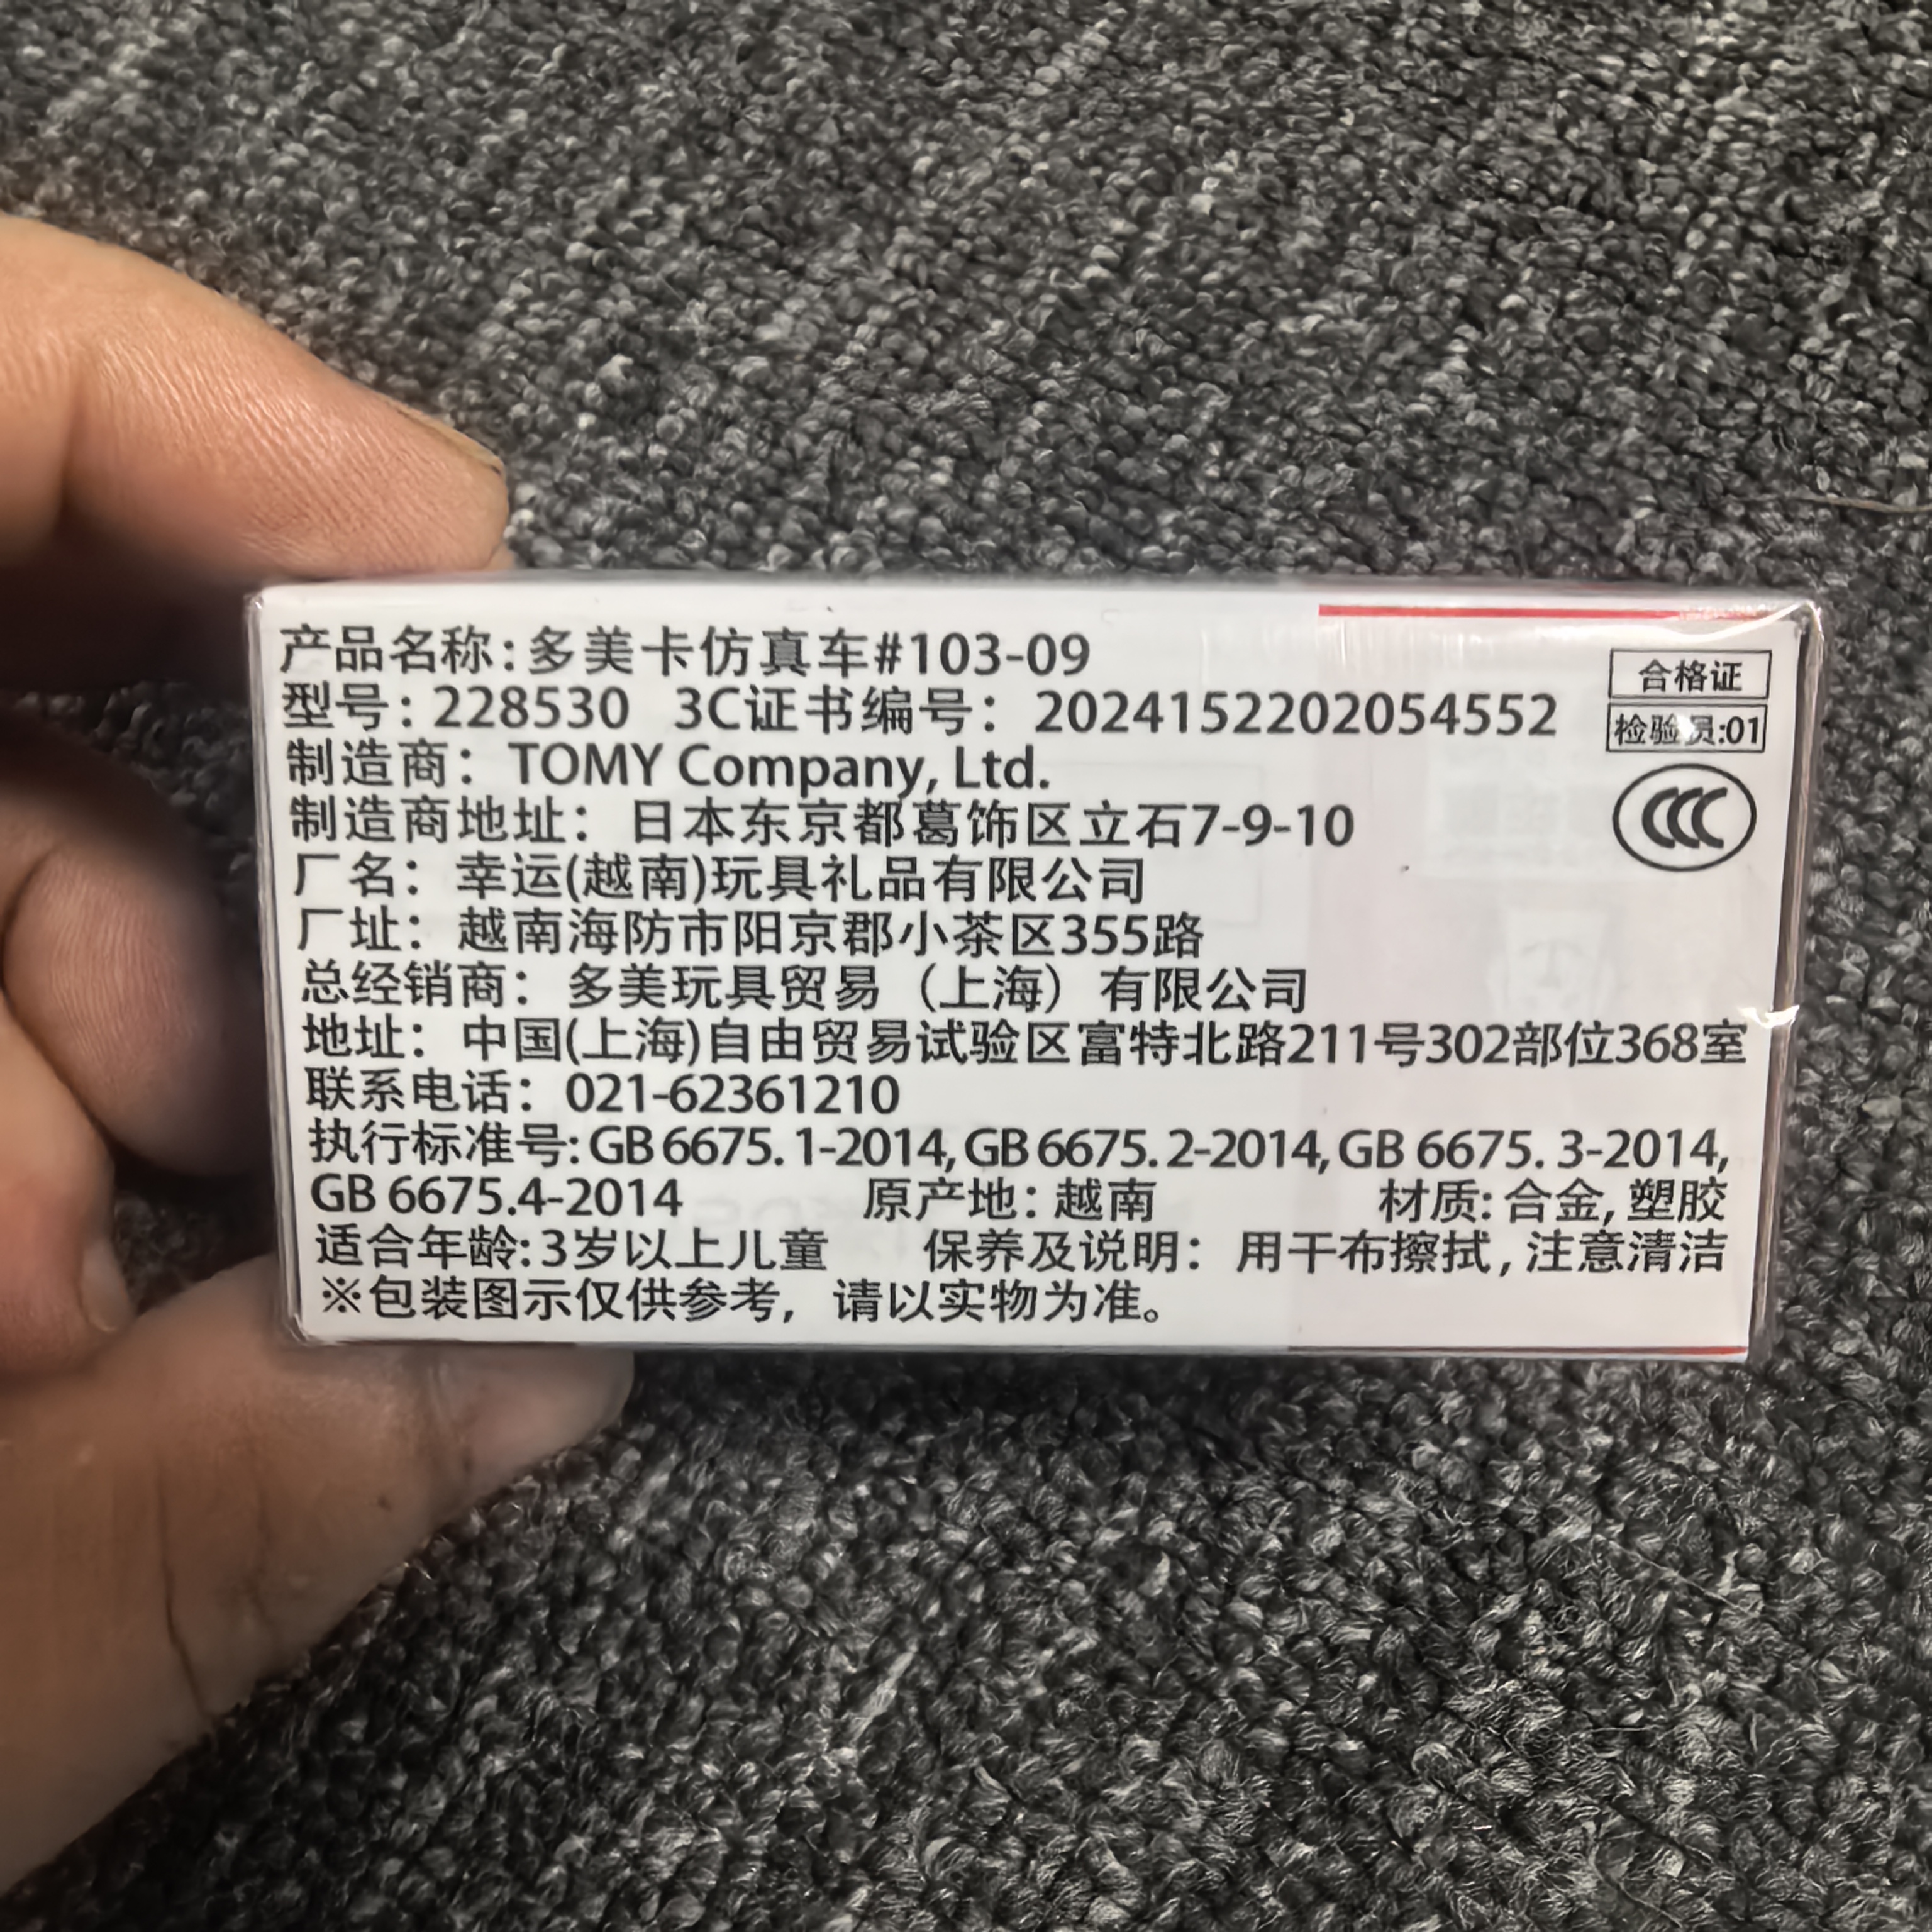 产品名称:多美卡仿真车#103-09
型号: 228530 3C证书编号: 2024152202054552
合格证
检验员:01
制造商: TOMY Company, Ltd.
制造商地址: 日本东京都葛饰区立石7-9-10
CCC
厂名: 幸运(越南)玩具礼品有限公司
厂址: 越南海防市阳京郡小茶区355路
总经销商: 多美玩具贸易（上海）有限公司
地址: 中国(上海)自由贸易试验区富特北路211号302部位368室
联系电话: 021-62361210
执行标准号: GB 6675. 1-2014, GB 6675. 2-2014, GB 6675. 3-2014,
GB 6675.4-2014 原产地: 越南 材质: 合金, 塑胶
适合年龄: 3岁以上儿童 保养及说明: 用干布擦拭, 注意清洁
※包装图示仅供参考, 请以实物为准。